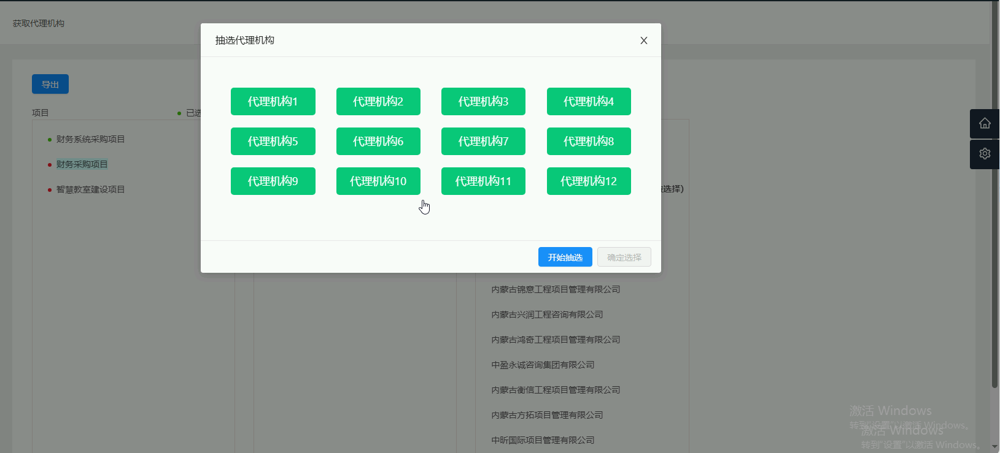 获取代理机构
抽选代理机构
导出
项目
已选
财务系统采购项目
财务采购项目
智慧教室建设项目
代理机构1 代理机构2 代理机构3 代理机构4
代理机构5 代理机构6 代理机构7 代理机构8
代理机构9 代理机构10 代理机构11 代理机构12
选择)
开始抽选 确定选择
内蒙古锦意工程项目管理有限公司
内蒙古兴润工程咨询有限公司
内蒙古鸿奇工程项目管理有限公司
中盈永诚咨询集团有限公司
内蒙古衡信工程项目管理有限公司
内蒙古方拓项目管理有限公司
中昕国际项目管理有限公司
激活 Windows
转到“设置”以激活 Windows。
激活 Windows
转到“设置”以激活 Windows。